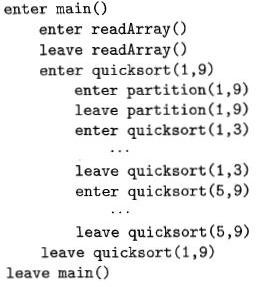 enter main()
enter readArray()
leave readArray()
enter quicksort(1,9)
enter partition(1,9)
leave partition(1,9)
enter quicksort(1,3)
...
leave quicksort(1,3)
enter quicksort(5,9)
...
leave quicksort(5,9)
leave quicksort(1,9)
leave main()